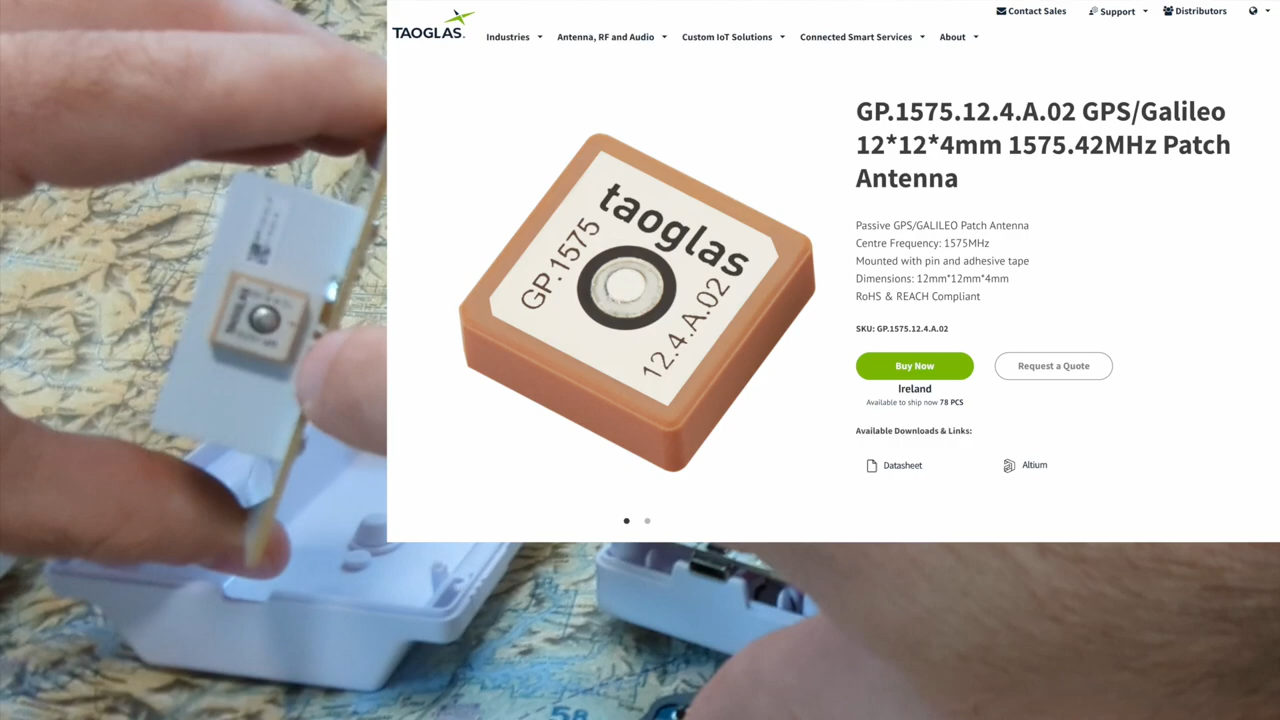 TAOGLAS.
Contact Sales
Support
Distributors
Industries
Antenna, RF and Audio
Custom IoT Solutions
Connected Smart Services
About
GP.1575.12.4.A.02 GPS/Galileo
12*12*4mm 1575.42MHz Patch
Antenna
taoglas
GP.1575
12.4.A.02
Passive GPS/GALILEO Patch Antenna
Centre Frequency: 1575MHz
Mounted with pin and adhesive tape
Dimensions: 12mm*12mm*4mm
RoHS & REACH Compliant
SKU: GP.1575.12.4.A.02
Buy Now
Request a Quote
Ireland
Available to ship now 78 PCS
Available Downloads & Links:
Datasheet
Altium
58